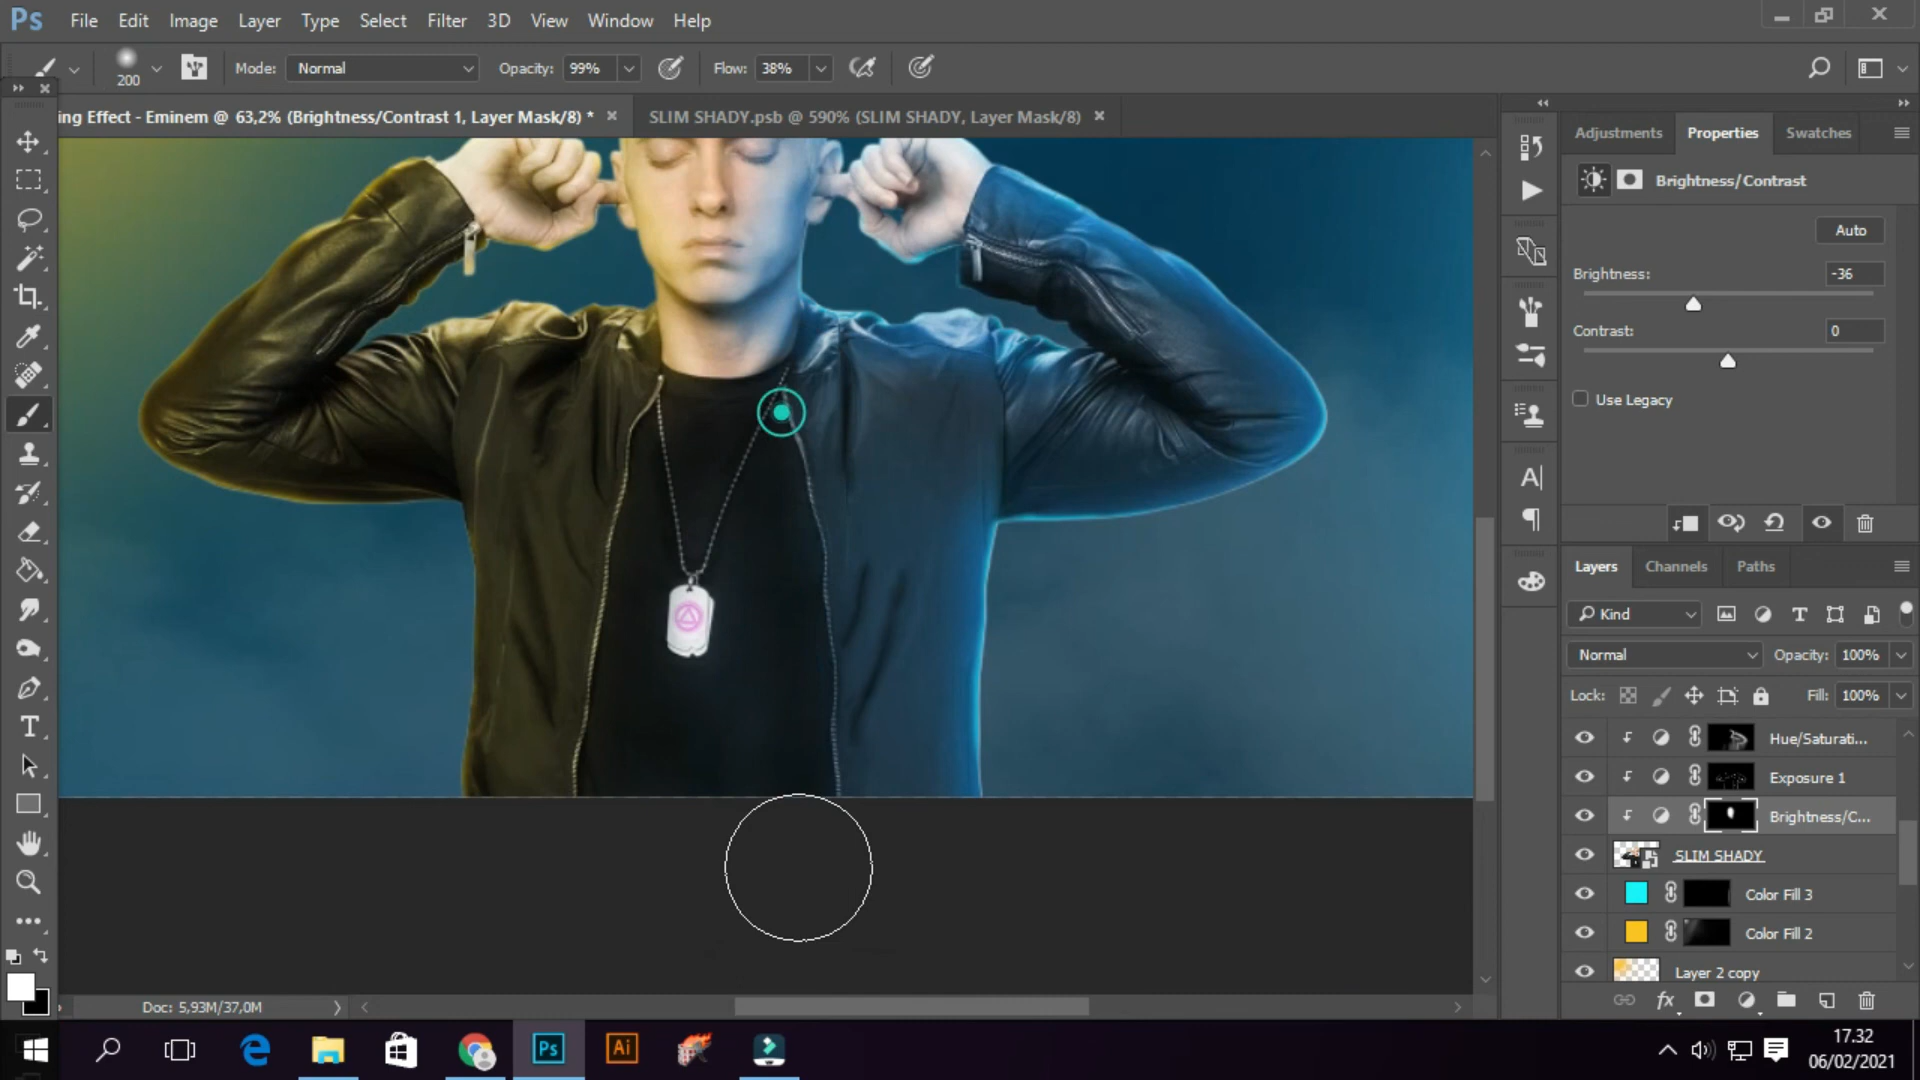 Ps File Edit Image Layer Type Select Filter 3D View Window Help
200 Mode: Normal Opacity: 99% Flow: 38%
ing Effect - Eminem @ 63,2% (Brightness/Contrast 1, Layer Mask/8) * SLIM SHADY.psb @ 590% (SLIM SHADY, Layer Mask/8)
Adjustments Properties Swatches
Brightness/Contrast
Auto
Brightness: -36
Contrast: 0
Use Legacy
Layers Channels Paths
Kind
Normal Opacity: 100%
Lock: Fill: 100%
Hue/Saturati...
Exposure 1
Brightness/C...
SLIM SHADY
Color Fill 3
Color Fill 2
Layer 2 copy
fx
Doc: 5,93M/37,0M
Ps Ai
17.32
06/02/2021